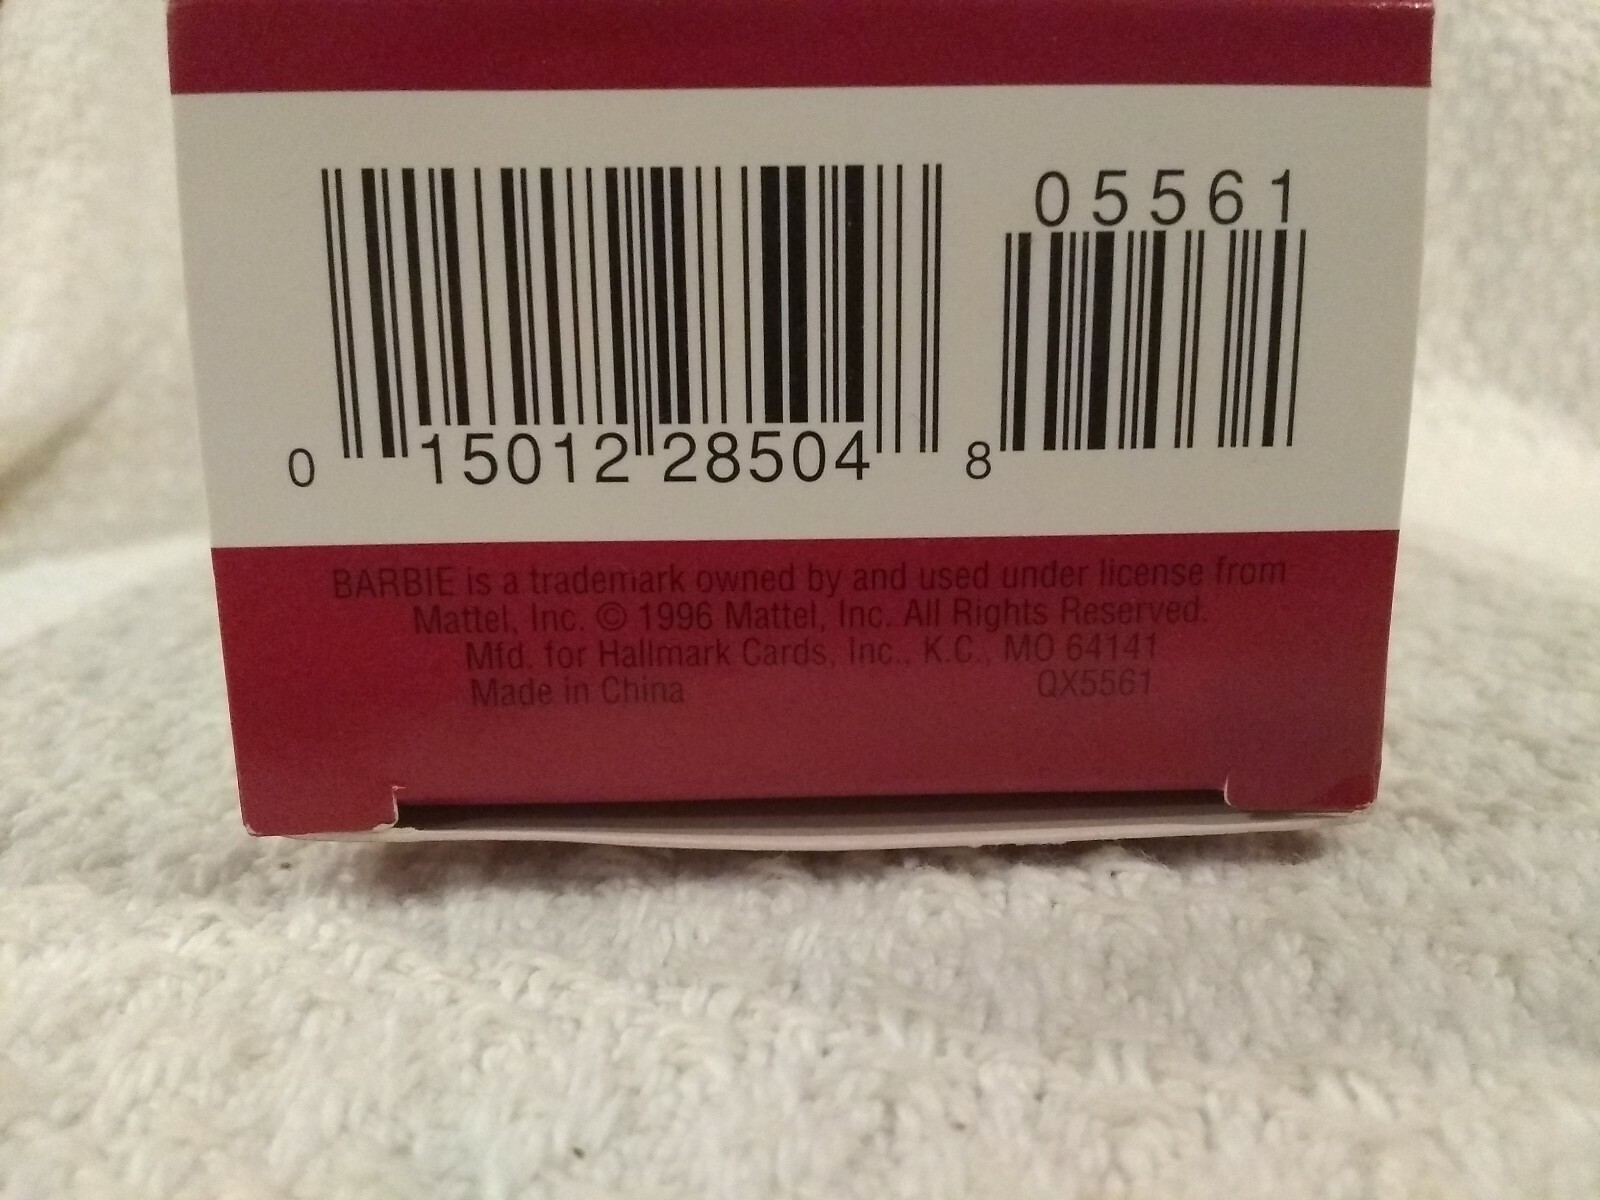 05561
0 15012 28504 8
BARBIE is a trademark owned by and used under license from
Mattel, Inc. © 1996 Mattel, Inc. All Rights Reserved.
Mfd. for Hallmark Cards, Inc., K.C., MO 64141
Made in China QX5561